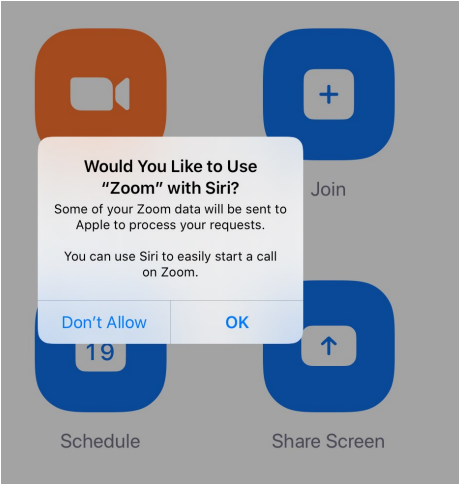 Would You Like to Use
“Zoom” with Siri?
Some of your Zoom data will be sent to
Apple to process your requests.
You can use Siri to easily start a call
on Zoom.
Don’t Allow
OK
Join
19
Schedule
Share Screen